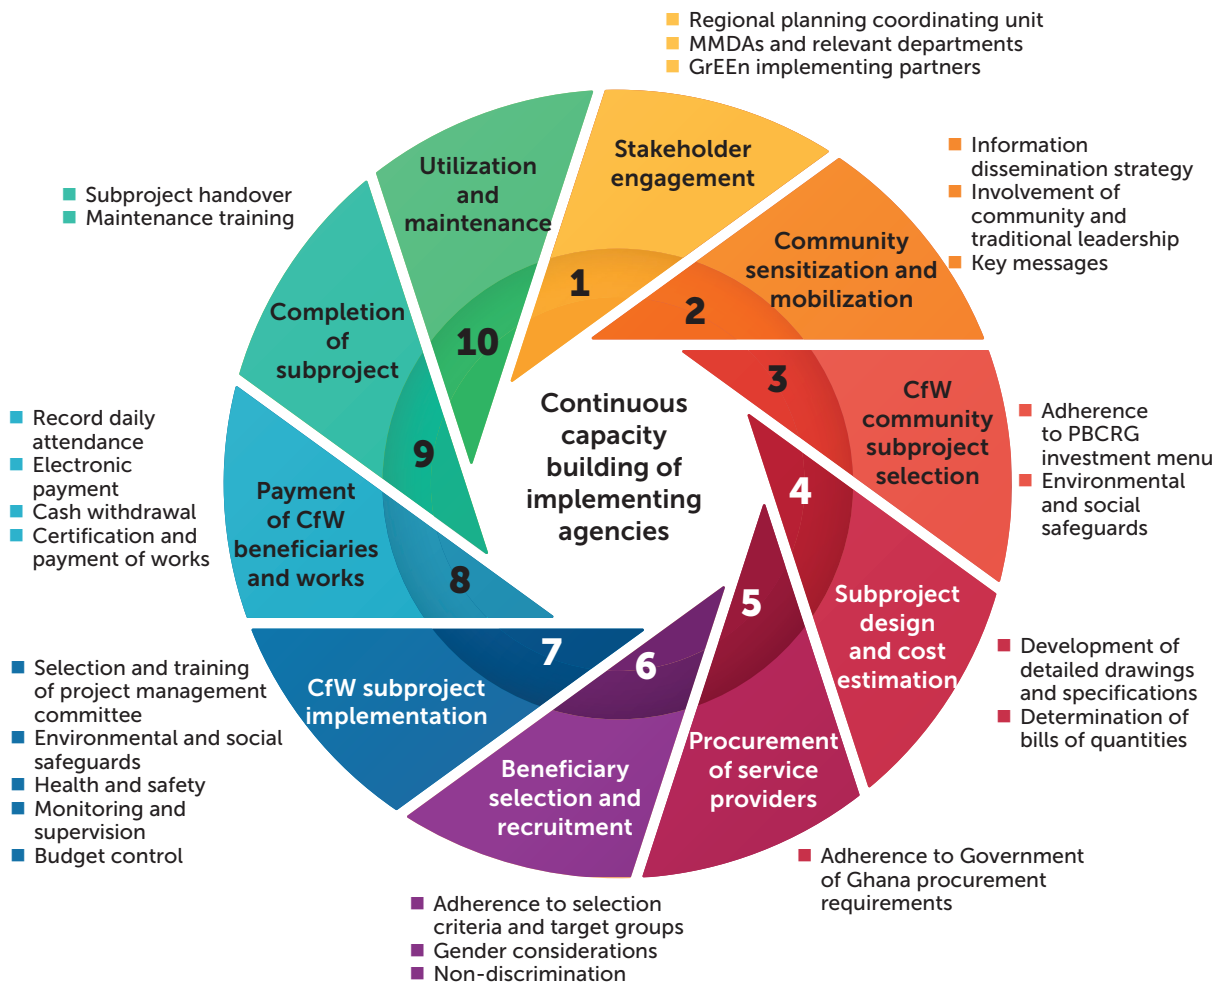 Regional planning coordinating unit
MMDAs and relevant departments
GrEEn implementing partners
Stakeholder
engagement
1
Information
dissemination strategy
Involvement of
community and
traditional leadership
Key messages
Community
sensitization and
mobilization
2
CfW
community
subproject
selection
3
Adherence
to PBCRG
investment menu
Environmental
and social
safeguards
Subproject
design
and cost
estimation
4
Development of
detailed drawings
and specifications
Determination of
bills of quantities
Procurement
of service
providers
5
Adherence to Government
of Ghana procurement
requirements
Beneficiary
selection and
recruitment
6
Adherence to selection
criteria and target groups
Gender considerations
Non-discrimination
CfW subproject
implementation
7
Selection and training
of project management
committee
Environmental and social
safeguards
Health and safety
Monitoring and
supervision
Budget control
Payment
of CfW
beneficiaries
and works
8
Record daily
attendance
Electronic
payment
Cash withdrawal
Certification and
payment of works
Completion
of
subproject
9
Subproject handover
Maintenance training
Utilization
and
maintenance
10
Continuous
capacity
building of
implementing
agencies